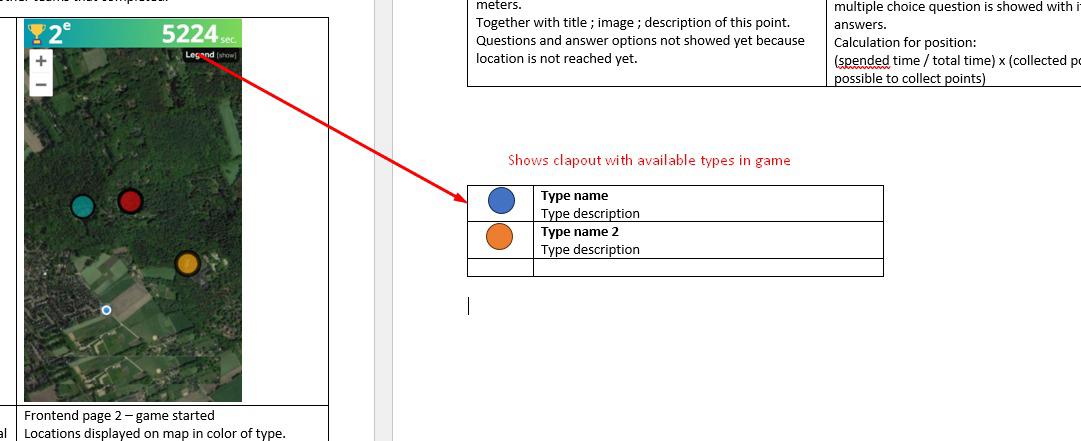 other teams that completed.
2e
5224 sec.
Legend [show]
+
−
Frontend page 2 – game started
al
Locations displayed on map in color of type.
meters.
Together with title ; image ; description of this point.
Questions and answer options not showed yet because
location is not reached yet.
multiple choice question is showed with
answers.
Calculation for position:
(spended time / total time) x (collected
possible to collect points)
Shows clapout with available types in game
Type name
Type description
Type name 2
Type description